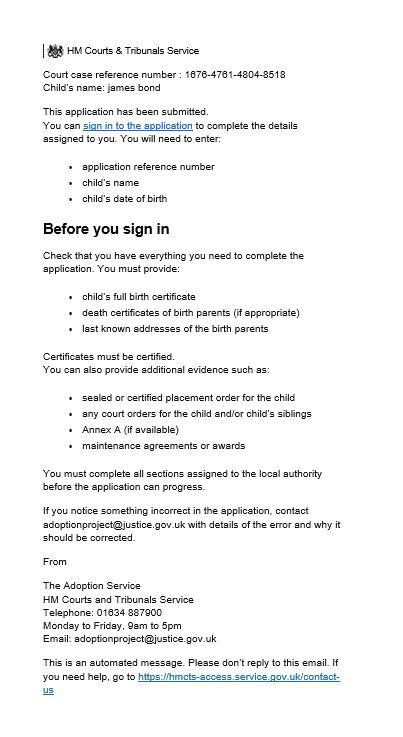 HM Courts & Tribunals Service
Court case reference number : 1676-4761-4804-8518
Child's name: james bond
This application has been submitted.
You can sign in to the application to complete the details
assigned to you. You will need to enter:
• application reference number
• child's name
• child's date of birth
Before you sign in
Check that you have everything you need to complete the
application. You must provide:
• child's full birth certificate
• death certificates of birth parents (if appropriate)
• last known addresses of the birth parents
Certificates must be certified.
You can also provide additional evidence such as:
• sealed or certified placement order for the child
• any court orders for the child and/or child's siblings
• Annex A (if available)
• maintenance agreements or awards
You must complete all sections assigned to the local authority
before the application can progress.
If you notice something incorrect in the application, contact
adoptionproject@justice.gov.uk with details of the error and why it
should be corrected.
From
The Adoption Service
HM Courts and Tribunals Service
Telephone: 01634 887900
Monday to Friday, 9am to 5pm
Email: adoptionproject@justice.gov.uk
This is an automated message. Please don't reply to this email. If
you need help, go to https://hmcts-access.service.gov.uk/contact-
us